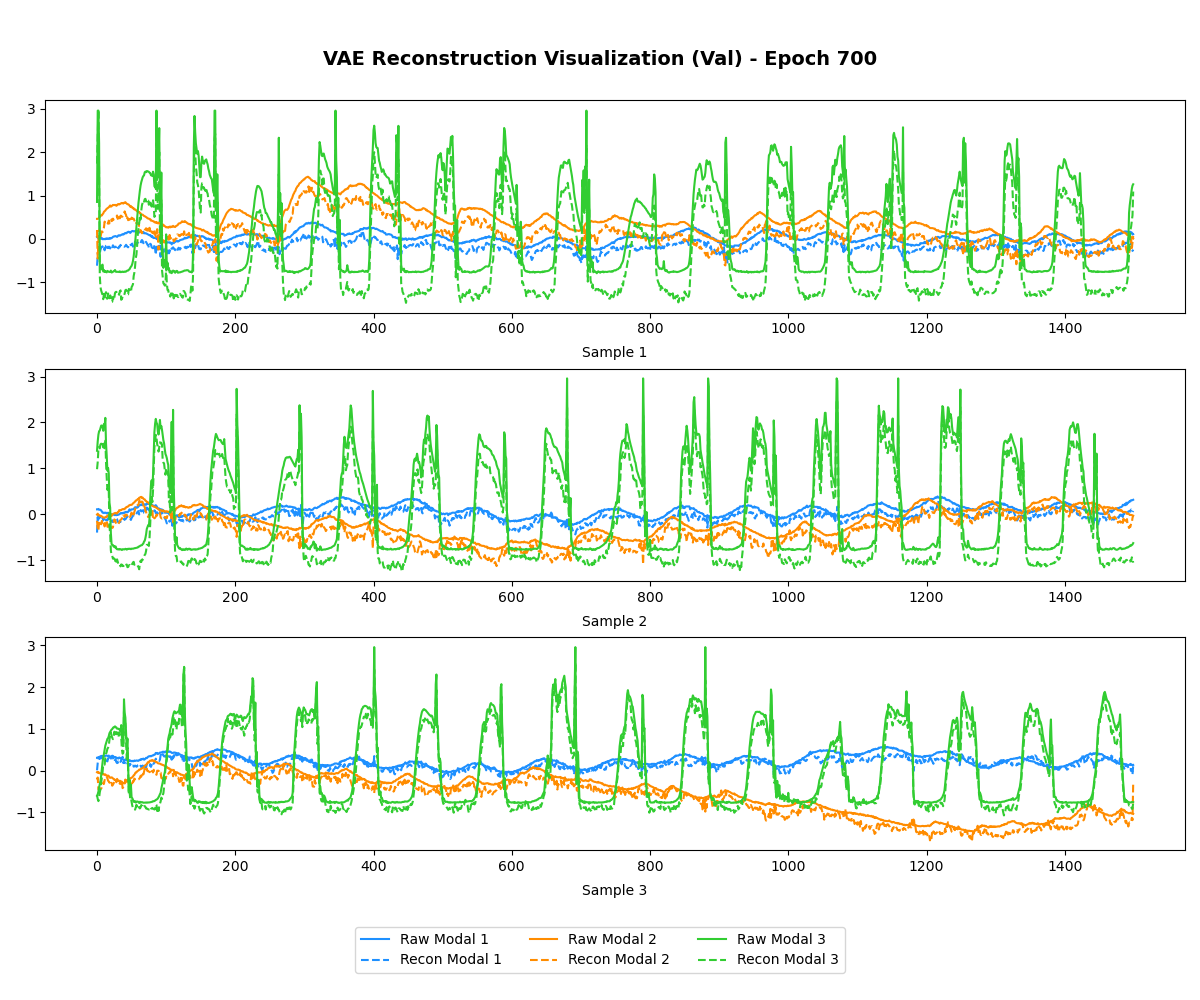 VAE Reconstruction Visualization (Val) - Epoch 700
3
2
1
0
−1
0 200 400 600 800 1000 1200 1400
Sample 1
3
2
1
0
−1
0 200 400 600 800 1000 1200 1400
Sample 2
3
2
1
0
−1
0 200 400 600 800 1000 1200 1400
Sample 3
Raw Modal 1 Raw Modal 2 Raw Modal 3
Recon Modal 1 Recon Modal 2 Recon Modal 3